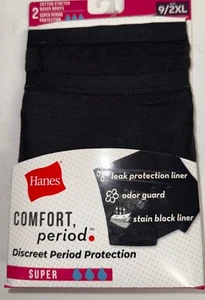 2
COTTON STRETCH
BOXER BRIEFS
SUPER PERIOD
PROTECTION
9/2XL
Hanes
leak protection liner
odor guard
stain block liner
COMFORT,
period.
Discreet Period Protection
SUPER